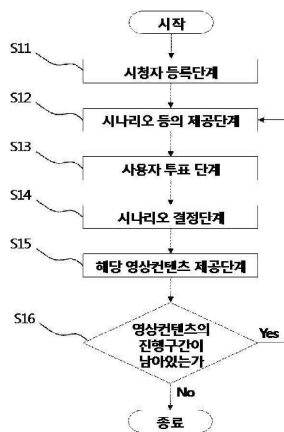 시작
S11
시청자 등록단계
S12
시나리오 등의 제공단계
S13
사용자 투표 단계
S14
시나리오 결정단계
S15
해당 영상컨텐츠 제공단계
S16
영상컨텐츠의
진행구간이
남아있는가
Yes
No
종료